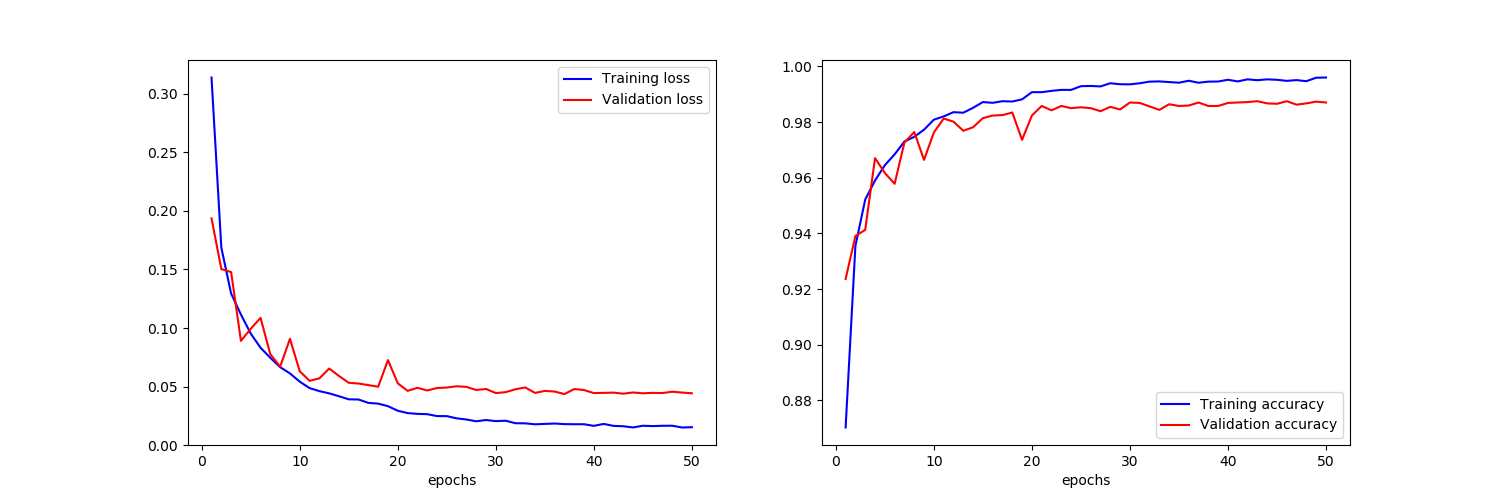 0.30
0.25
0.20
0.15
0.10
0.05
0.00
0 10 20 30 40 50
epochs
Training loss
Validation loss
1.00
0.98
0.96
0.94
0.92
0.90
0.88
0 10 20 30 40 50
epochs
Training accuracy
Validation accuracy